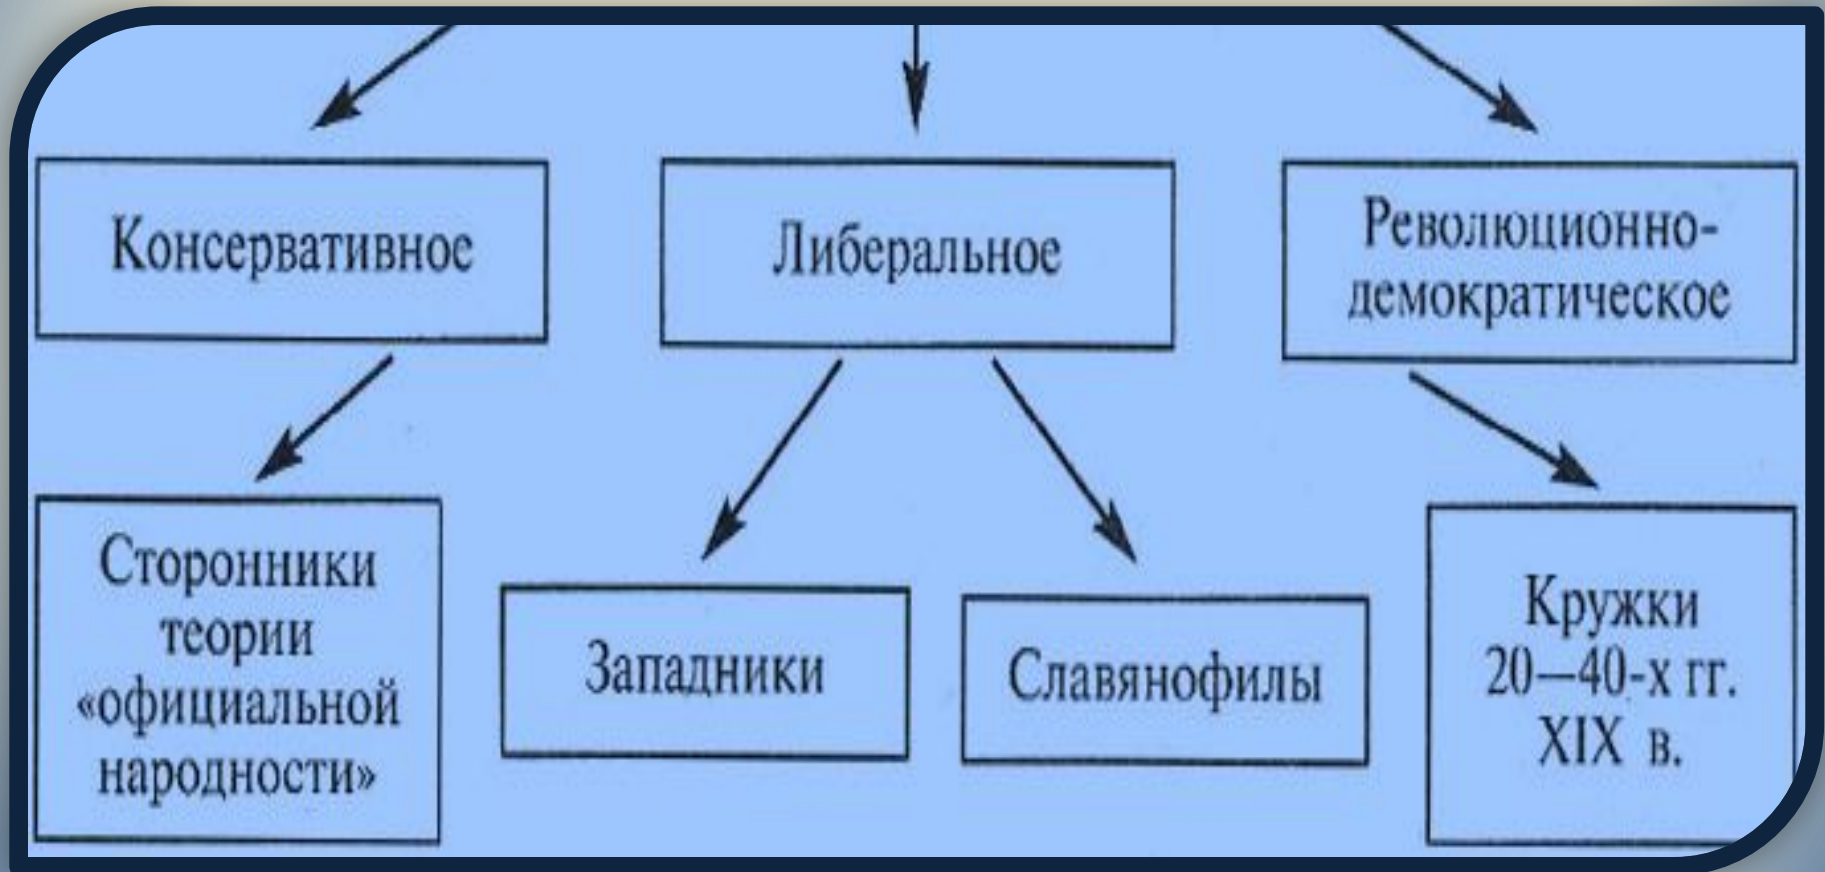 Консервативное
Либеральное
Революционно-
демократическое
Сторонники
теории
«официальной
народности»
Западники
Славянофилы
Кружки
20—40-х гг.
XIX в.